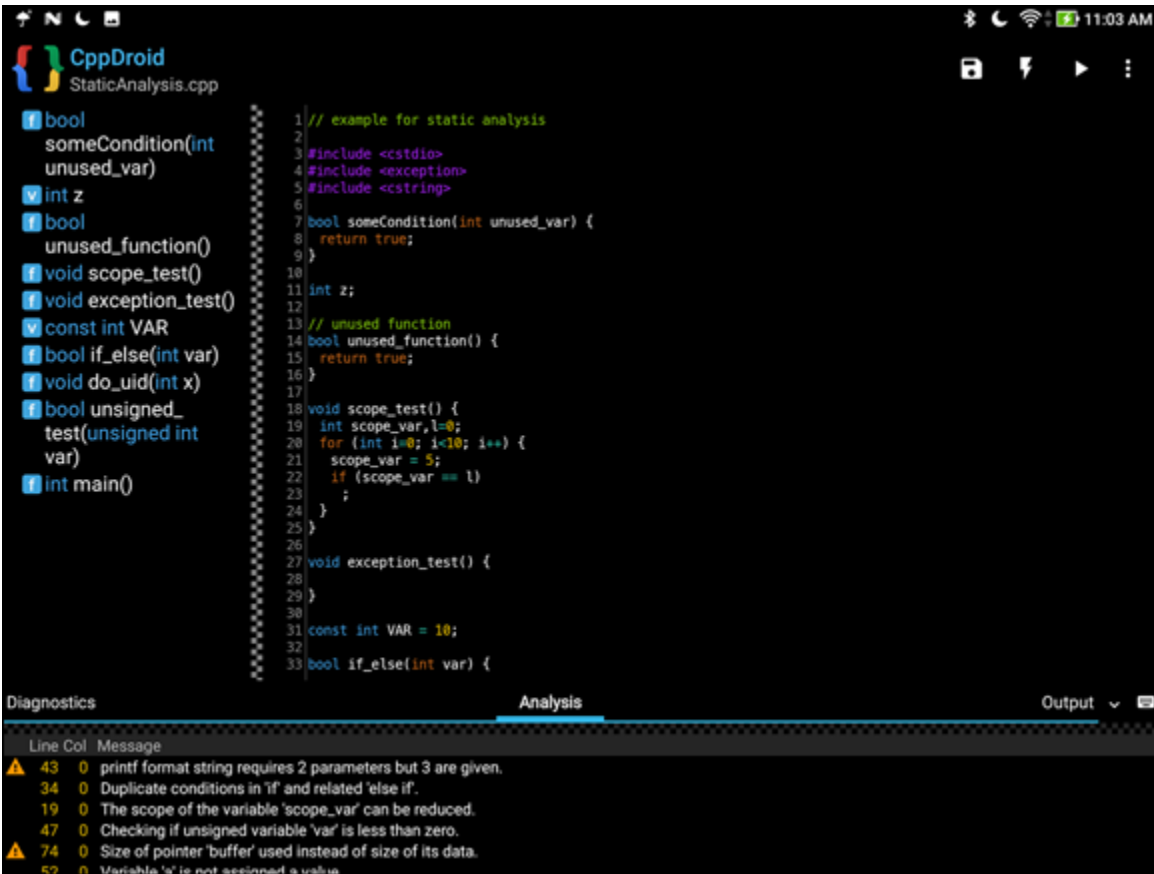 11:03 AM
CppDroid
StaticAnalysis.cpp
f bool
someCondition(int
unused_var)
v int z
f bool
unused_function()
f void scope_test()
f void exception_test()
v const int VAR
f bool if_else(int var)
f void do_uid(int x)
f bool unsigned_
test(unsigned int
var)
f int main()
1 // example for static analysis
2
3 #include <cstdio>
4 #include <exception>
5 #include <cstring>
6
7 bool someCondition(int unused_var) {
8 return true;
9 }
10
11 int z;
12
13 // unused function
14 bool unused_function() {
15 return true;
16 }
17
18 void scope_test() {
19 int scope_var,l=0;
20 for (int i=0; i<10; i++) {
21 scope_var = 5;
22 if (scope_var == l)
23 ;
24 }
25 }
26
27 void exception_test() {
28
29 }
30
31 const int VAR = 10;
32
33 bool if_else(int var) {
Diagnostics Analysis Output
Line Col Message
43 0 printf format string requires 2 parameters but 3 are given.
34 0 Duplicate conditions in 'if' and related 'else if'.
19 0 The scope of the variable 'scope_var' can be reduced.
47 0 Checking if unsigned variable 'var' is less than zero.
74 0 Size of pointer 'buffer' used instead of size of its data.
52 0 Variable 'a' is not assigned a value.